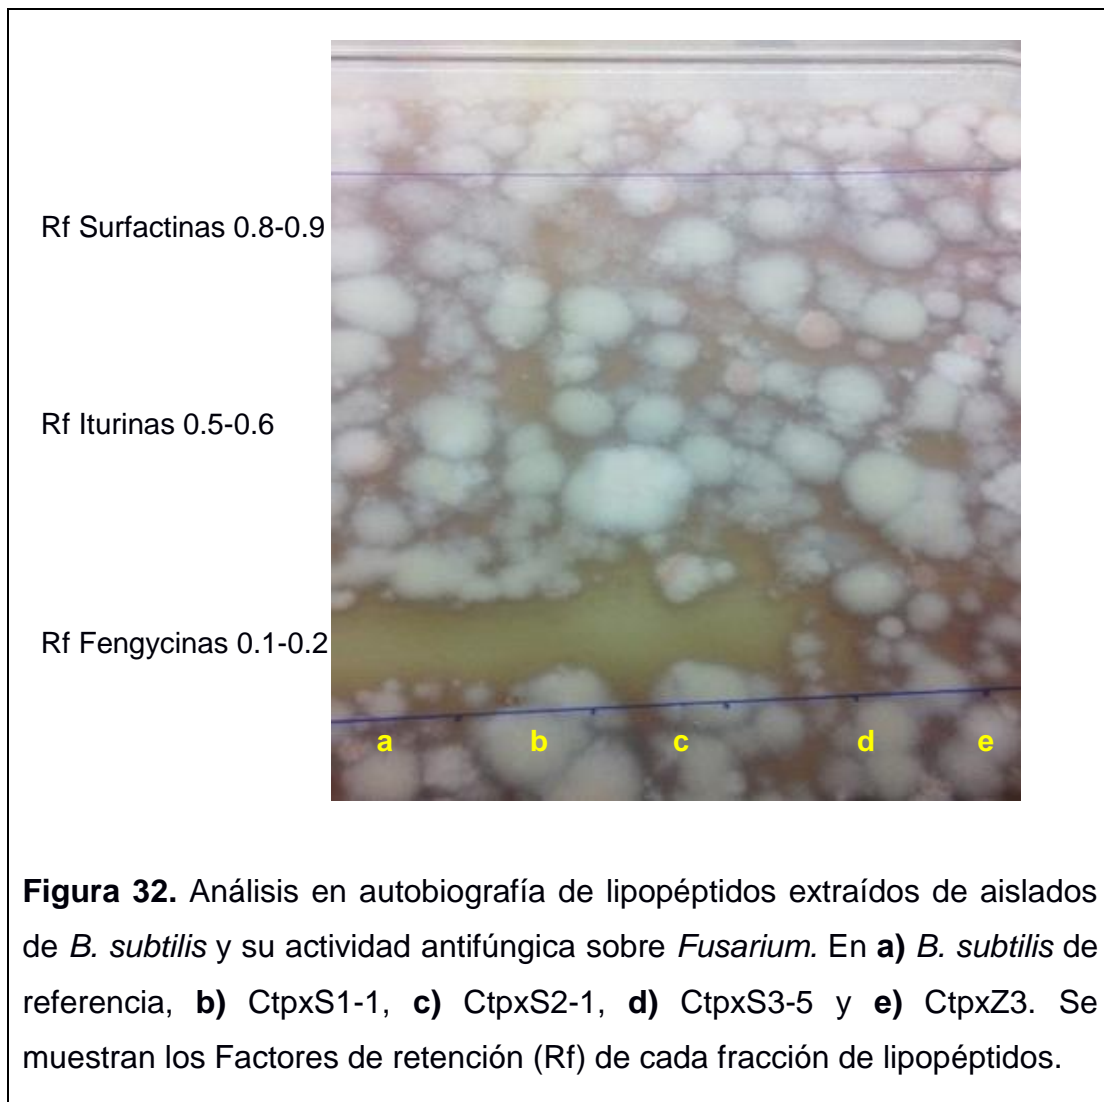 Rf Surfactinas 0.8-0.9
Rf Iturinas 0.5-0.6
Rf Fengycinas 0.1-0.2
a b c d e
Figura 32. Análisis en autobiografía de lipopéptidos extraídos de aislados
de B. subtilis y su actividad antifúngica sobre Fusarium. En a) B. subtilis de
referencia, b) CtpxS1-1, c) CtpxS2-1, d) CtpxS3-5 y e) CtpxZ3. Se
muestran los Factores de retención (Rf) de cada fracción de lipopéptidos.